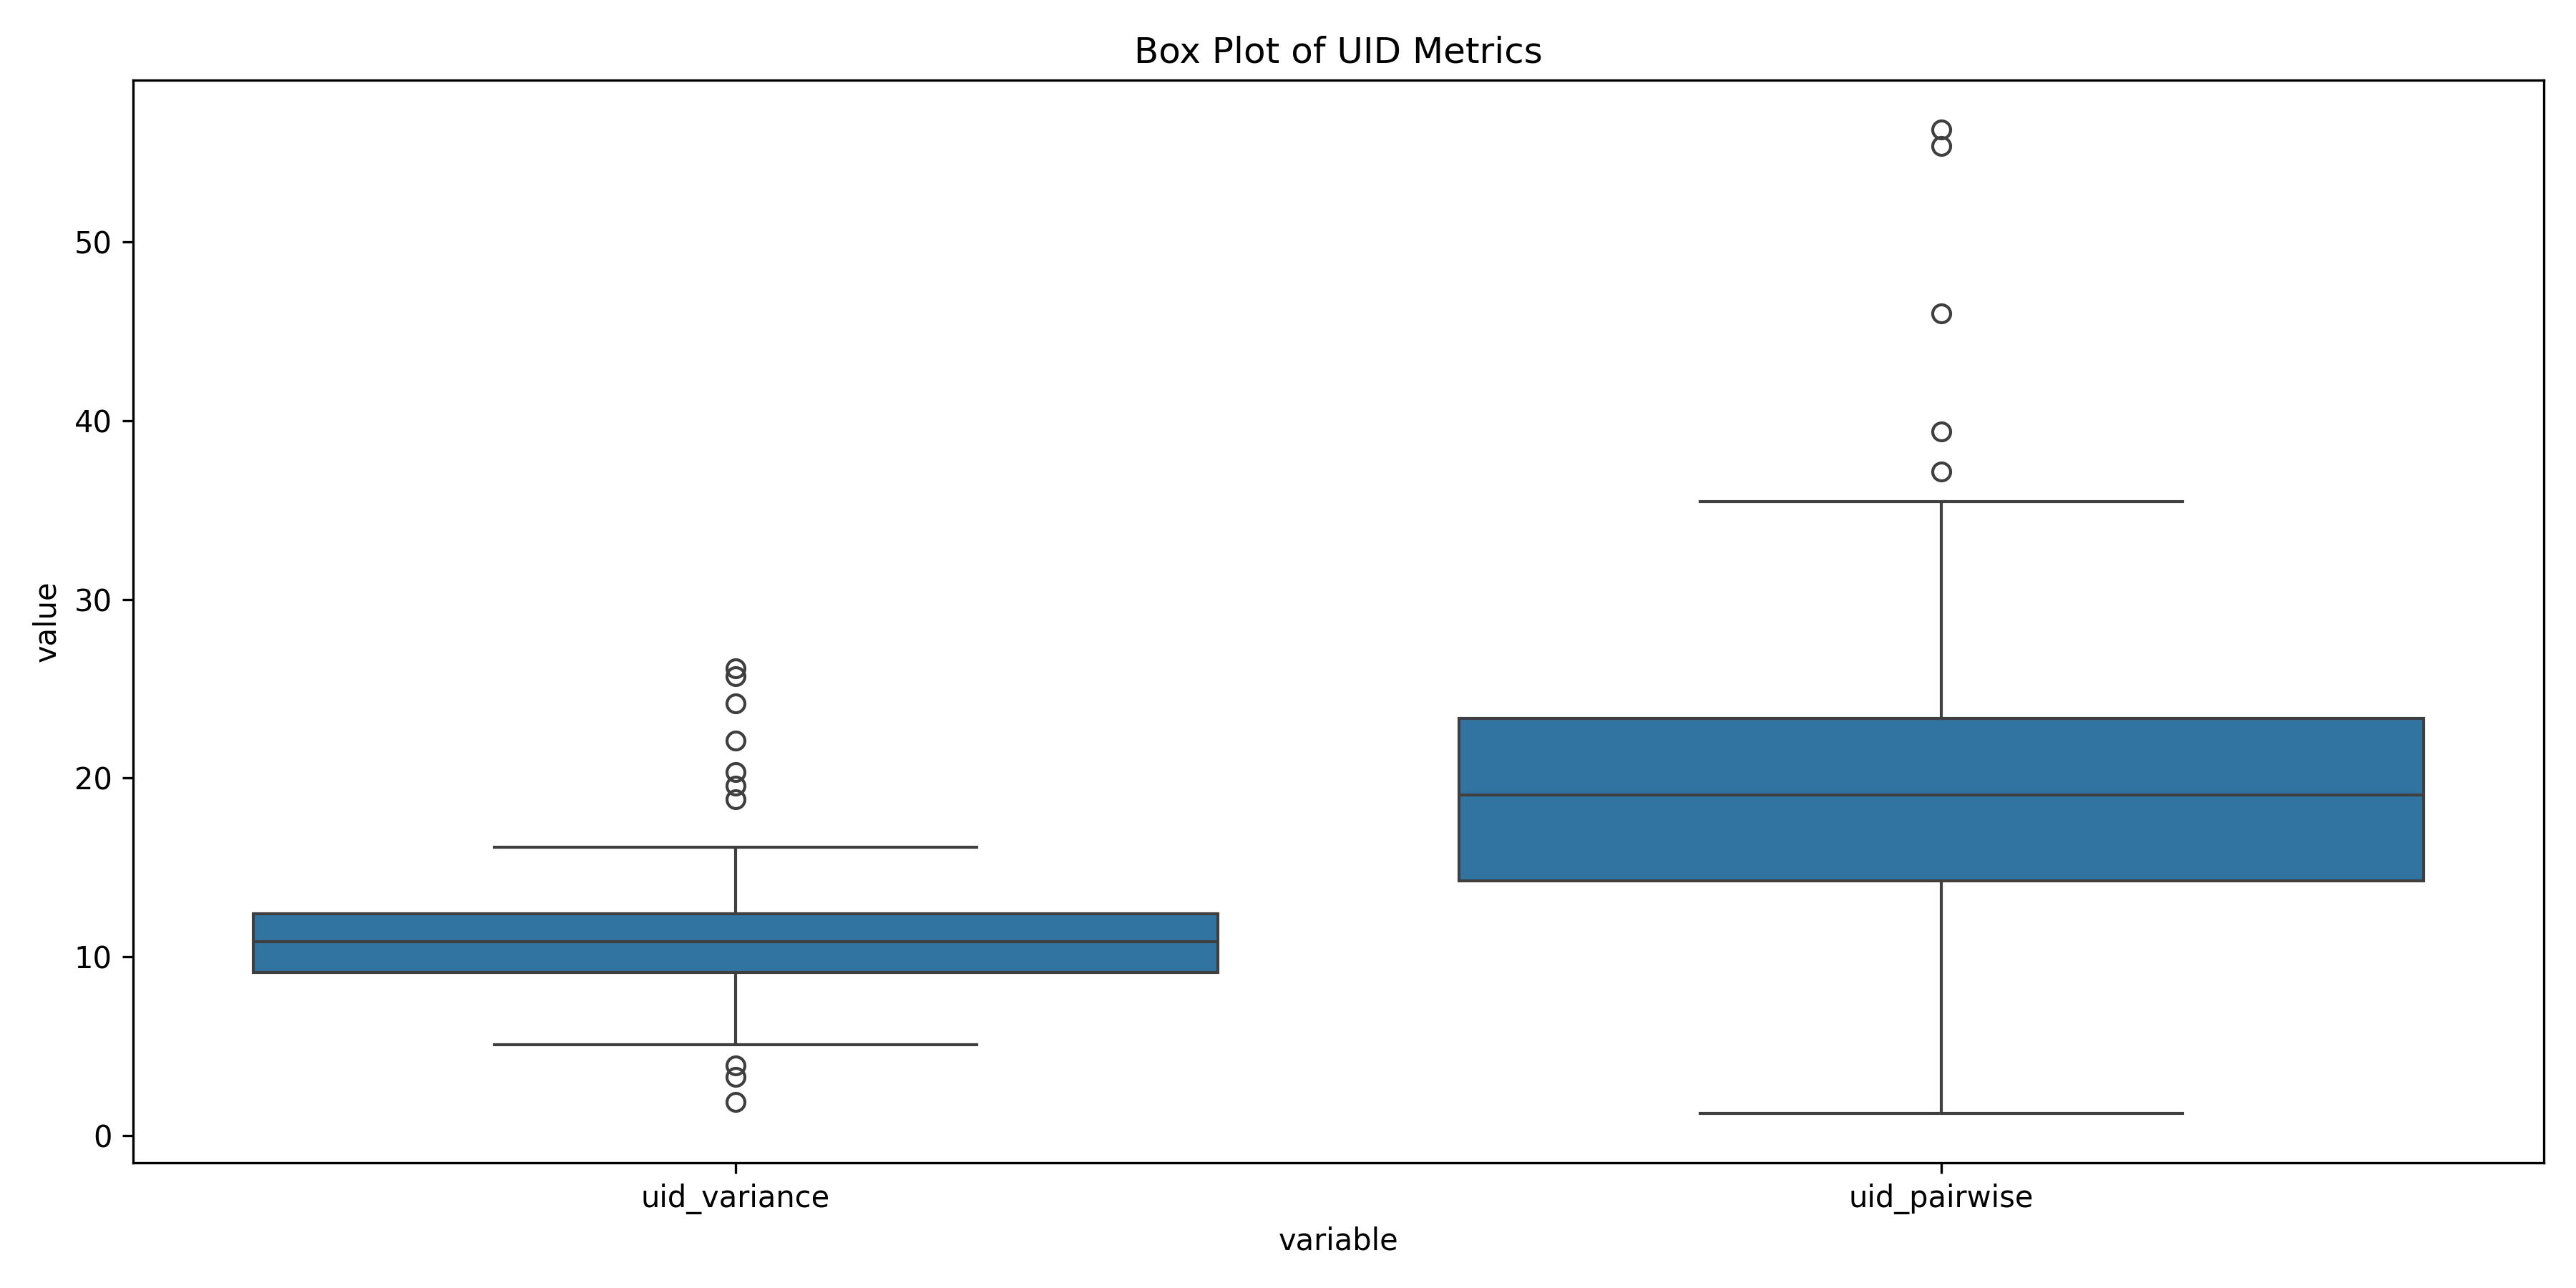 Box Plot of UID Metrics
value
50
40
30
20
10
0
uid_variance
uid_pairwise
variable